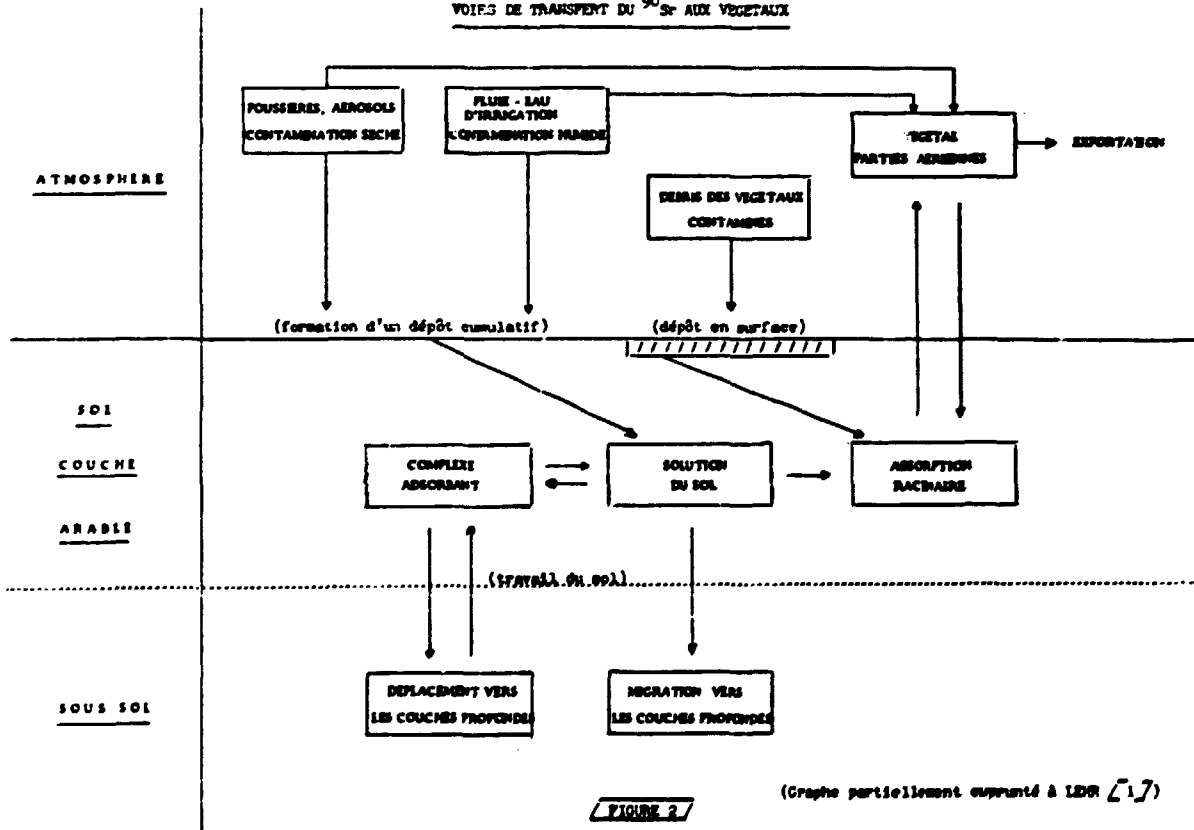 VOIES DE TRANSFERT DU 90Sr AUX VEGETAUX
POUSSIERES, AEROSOLS
CONTAMINATION SECHE
PLUIE - EAU
D'IRRIGATION
CONTAMINATION HUMIDE
VEGETAL
PARTIES AERIENNES
EXPORTATION
ATMOSPHERE
DEBRIS DES VEGETAUX
CONTAMINES
(formation d'un dépôt cumulatif)
(dépôt en surface)
SOL
COUCHE
ARABLE
COMPLEXE
ADSORBANT
SOLUTION
DU SOL
ABSORPTION
RACINAIRE
(travail du sol)
SOUS SOL
DEPLACEMENT VERS
LES COUCHES PROFONDES
MIGRATION VERS
LES COUCHES PROFONDES
(Graphe partiellement emprunté à [1])
FIGURE 2